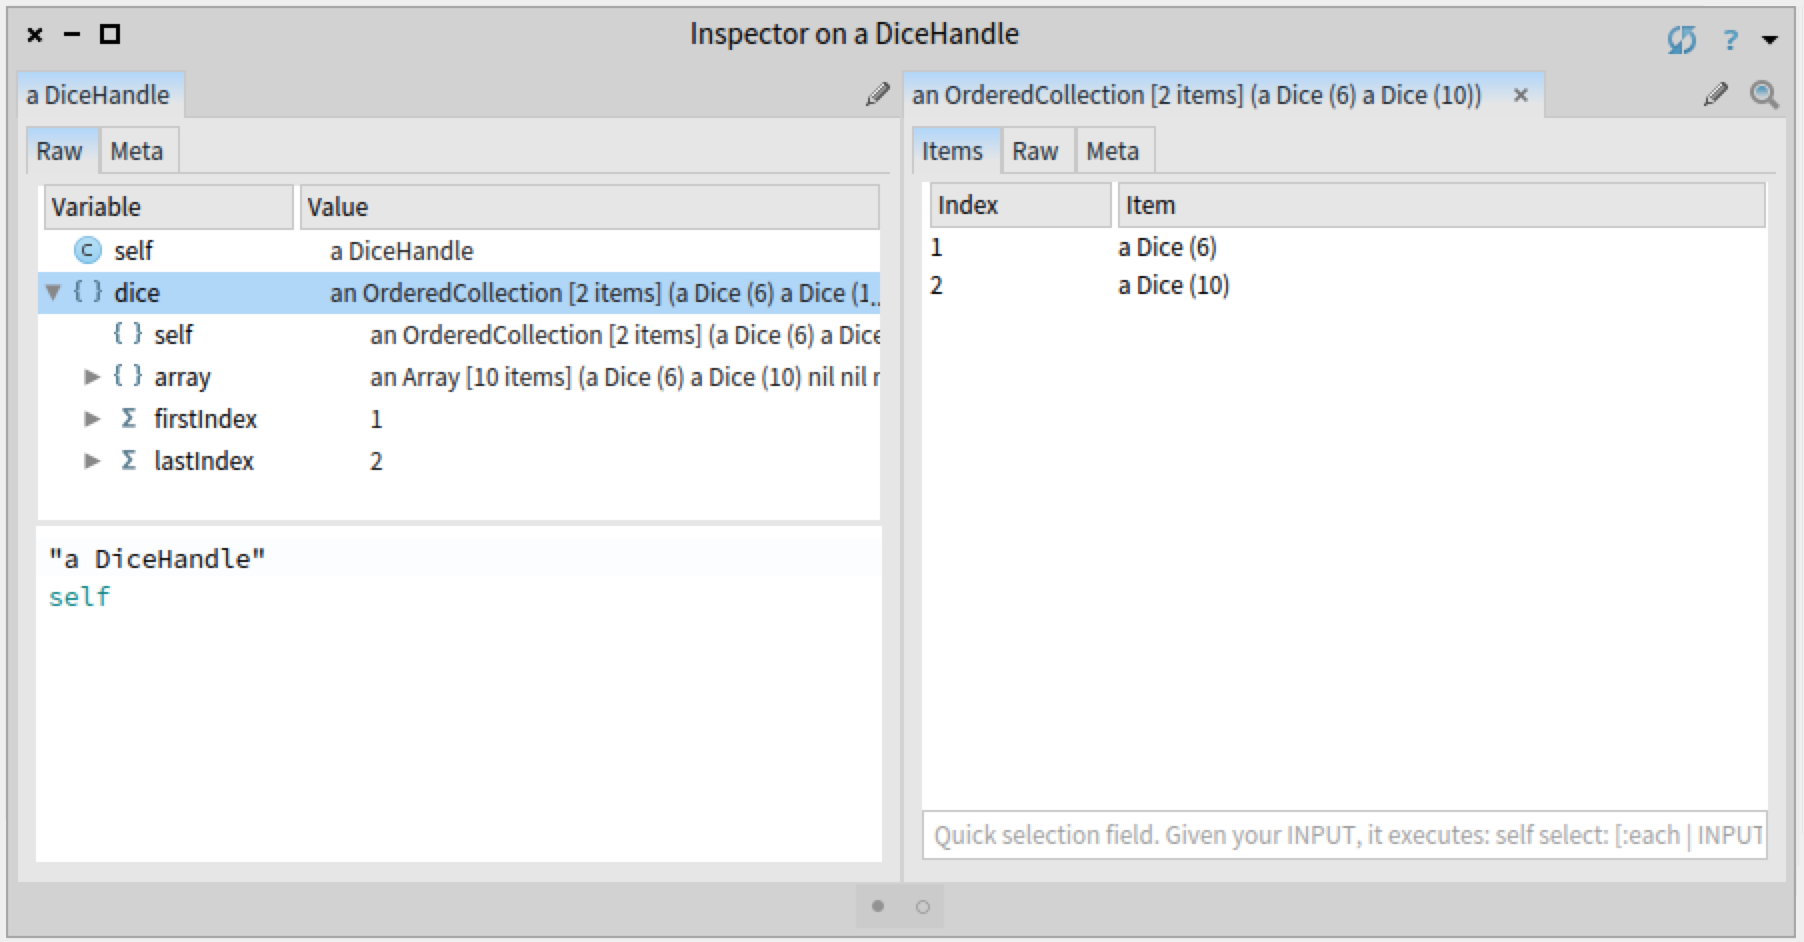 Inspector on a DiceHandle
?
a DiceHandle
Raw Meta
Variable Value
C self a DiceHandle
{ } dice an OrderedCollection [2 items] (a Dice (6) a Dice (1..
{ } self an OrderedCollection [2 items] (a Dice (6) a Dice
{ } array an Array [10 items] (a Dice (6) a Dice (10) nil nil r
Σ firstIndex 1
Σ lastIndex 2
"a DiceHandle"
self
an OrderedCollection [2 items] (a Dice (6) a Dice (10))
Items Raw Meta
Index Item
1 a Dice (6)
2 a Dice (10)
Quick selection field. Given your INPUT, it executes: self select: [:each | INPUT